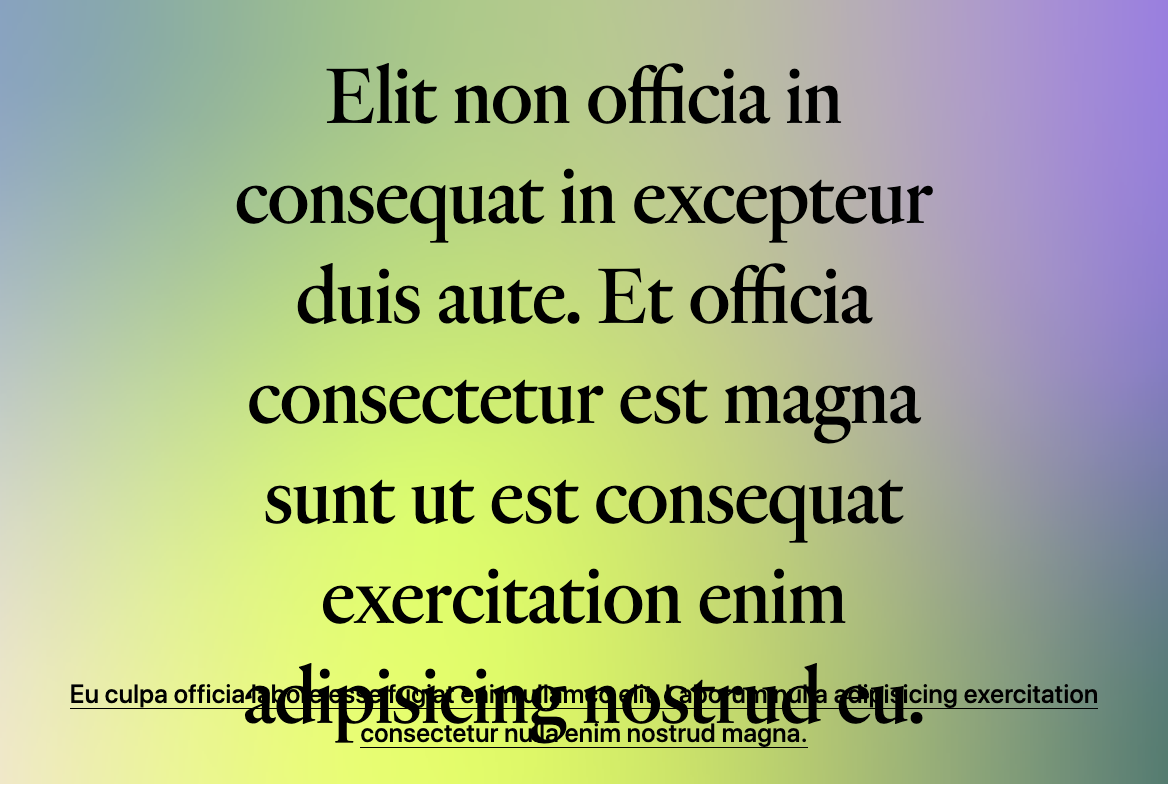 Elit non officia in
consequat in excepteur
duis aute. Et officia
consectetur est magna
sunt ut est consequat
exercitation enim
adipisicing nostrud eu.
Eu culpa officia labore esse fugiat enim ullamco elit. Laborum nulla adipisicing exercitation
consectetur nulla enim nostrud magna.